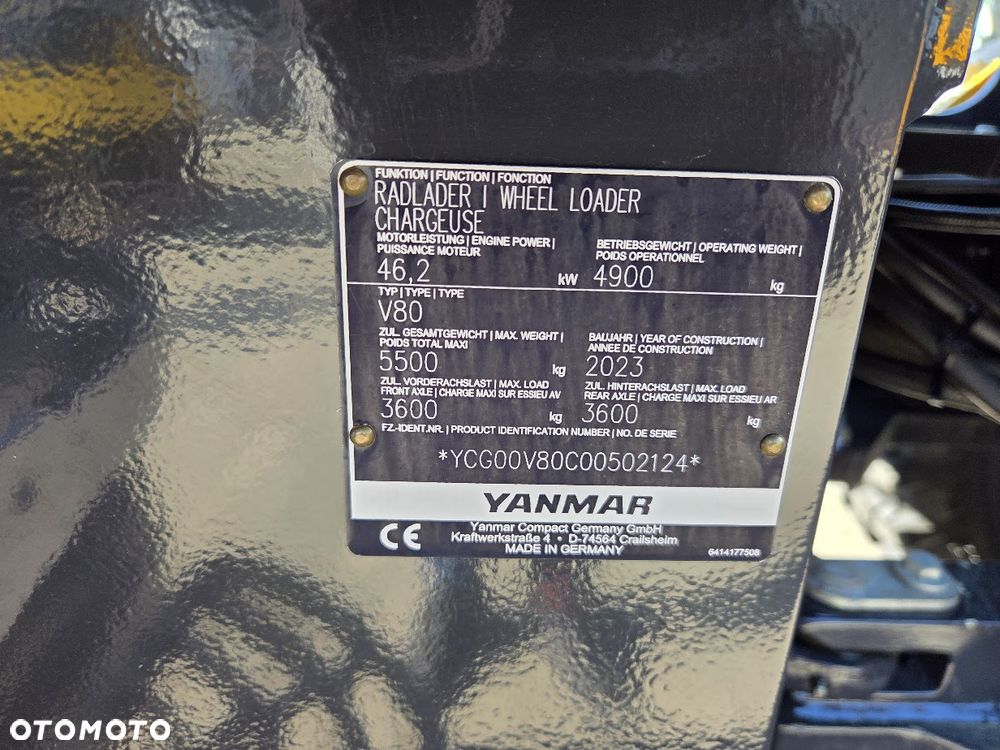 FUNKTION | FUNCTION | FONCTION
RADLADER | WHEEL LOADER
CHARGEUSE
MOTORLEISTUNG | ENGINE POWER |
PUISSANCE MOTEUR
46,2 kW
BETRIEBSGEWICHT | OPERATING WEIGHT |
POIDS OPERATIONNEL
4900 kg
TYP | TYPE | TYPE
V80
ZUL. GESAMTGEWICHT | MAX. WEIGHT |
POIDS TOTAL MAXI
5500 kg
BAUJAHR | YEAR OF CONSTRUCTION |
ANNEE DE CONSTRUCTION
2023
ZUL. VORDERACHSLAST | MAX. LOAD
FRONT AXLE | CHARGE MAXI SUR ESSIEU AV
3600 kg
ZUL. HINTERACHSLAST | MAX. LOAD
REAR AXLE | CHARGE MAXI SUR ESSIEU AR
3600 kg
FZ.-IDENT.NR. | PRODUCT IDENTIFICATION NUMBER | NO. DE SERIE
*YCG00V80C00502124*
YANMAR
CE
Yanmar Compact Germany GmbH
Kraftwerkstraße 4 • D-74564 Crailsheim
MADE IN GERMANY
6414177508
OTOMOTO